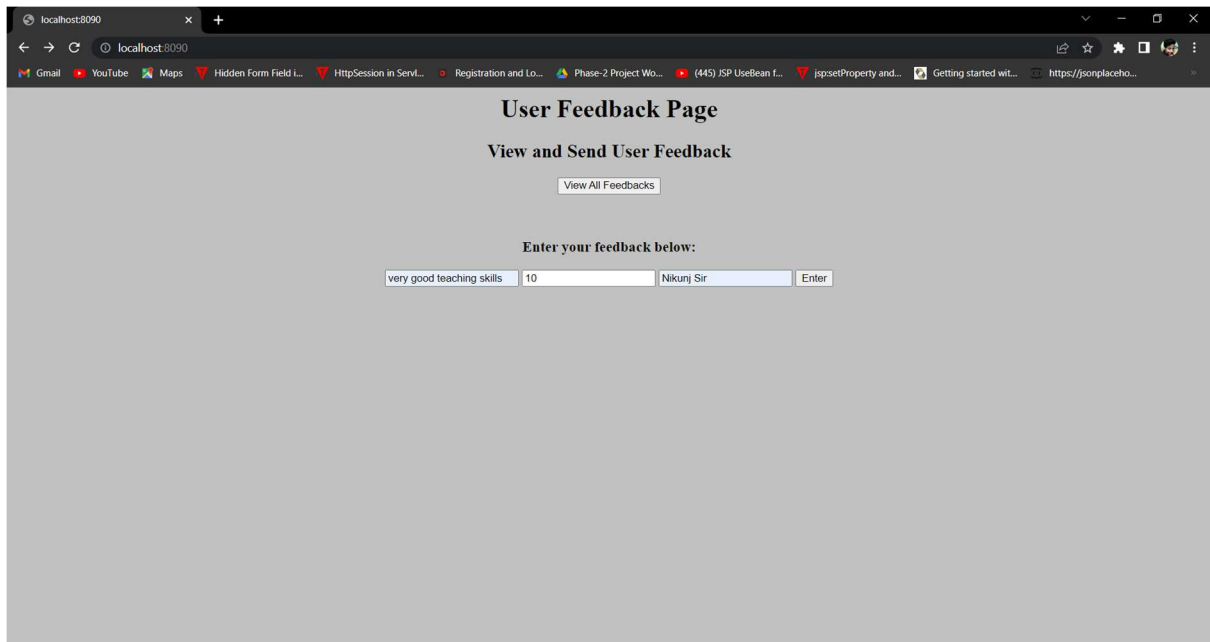 localhost:8090
localhost:8090
Gmail YouTube Maps Hidden Form Field i... HttpSession in Servl... Registration and Lo... Phase-2 Project Wo... (445) JSP UseBean f... jsp:setProperty and... Getting started wit... https://jsonplaceho...
User Feedback Page
View and Send User Feedback
View All Feedbacks
Enter your feedback below:
very good teaching skills 10 Nikunj Sir Enter